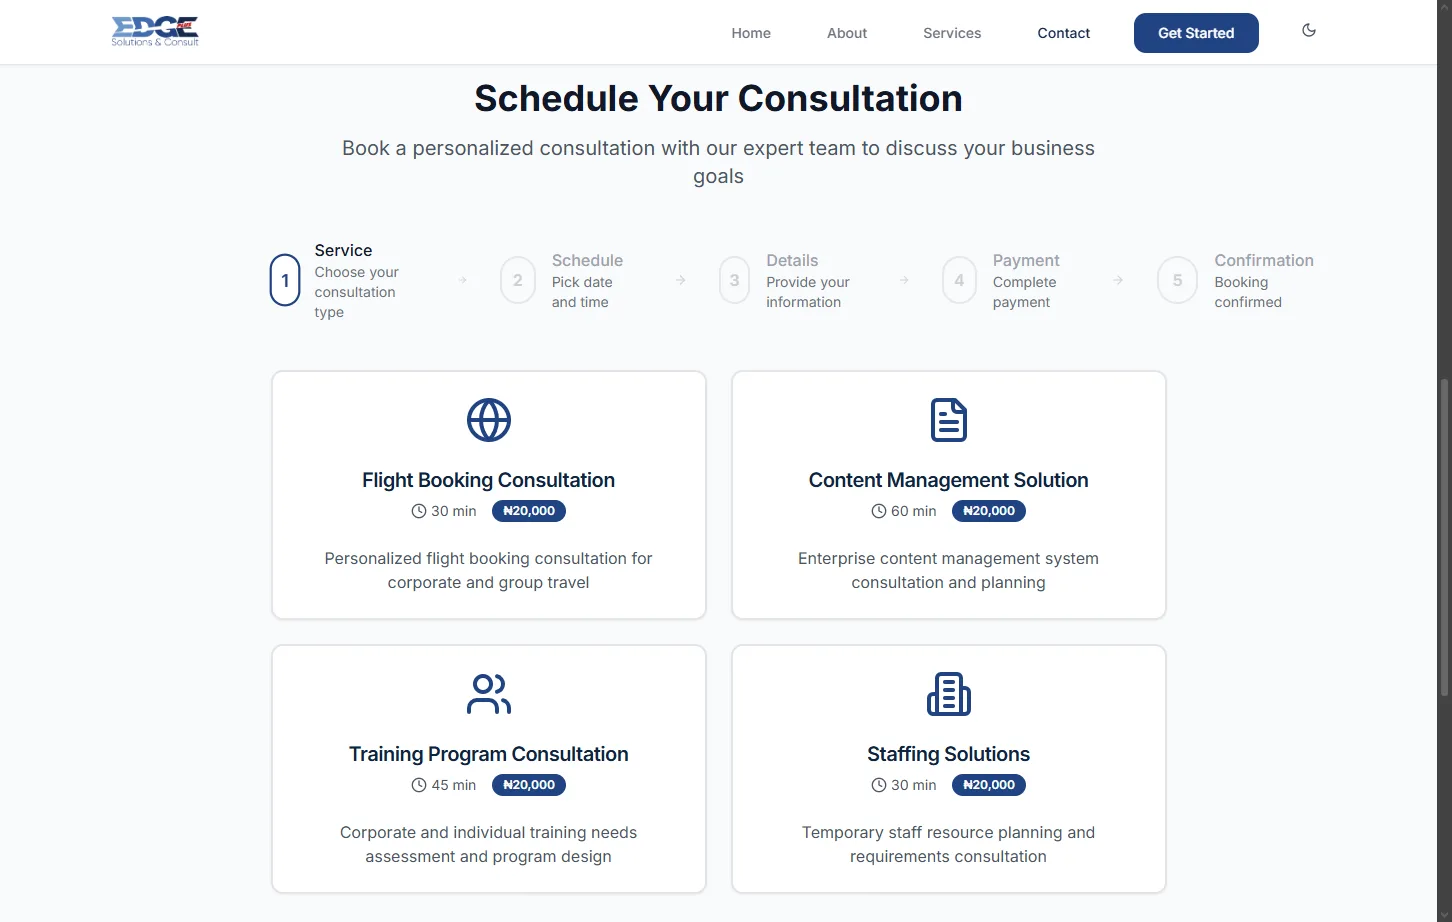 EDGE PLUS
Solutions & Consult
Home
About
Services
Contact
Get Started
Schedule Your Consultation
Book a personalized consultation with our expert team to discuss your business
goals
1
Service
Choose your
consultation
type
2
Schedule
Pick date
and time
3
Details
Provide your
information
4
Payment
Complete
payment
5
Confirmation
Booking
confirmed
Flight Booking Consultation
30 min
₦20,000
Personalized flight booking consultation for
corporate and group travel
Content Management Solution
60 min
₦20,000
Enterprise content management system
consultation and planning
Training Program Consultation
45 min
₦20,000
Corporate and individual training needs
assessment and program design
Staffing Solutions
30 min
₦20,000
Temporary staff resource planning and
requirements consultation